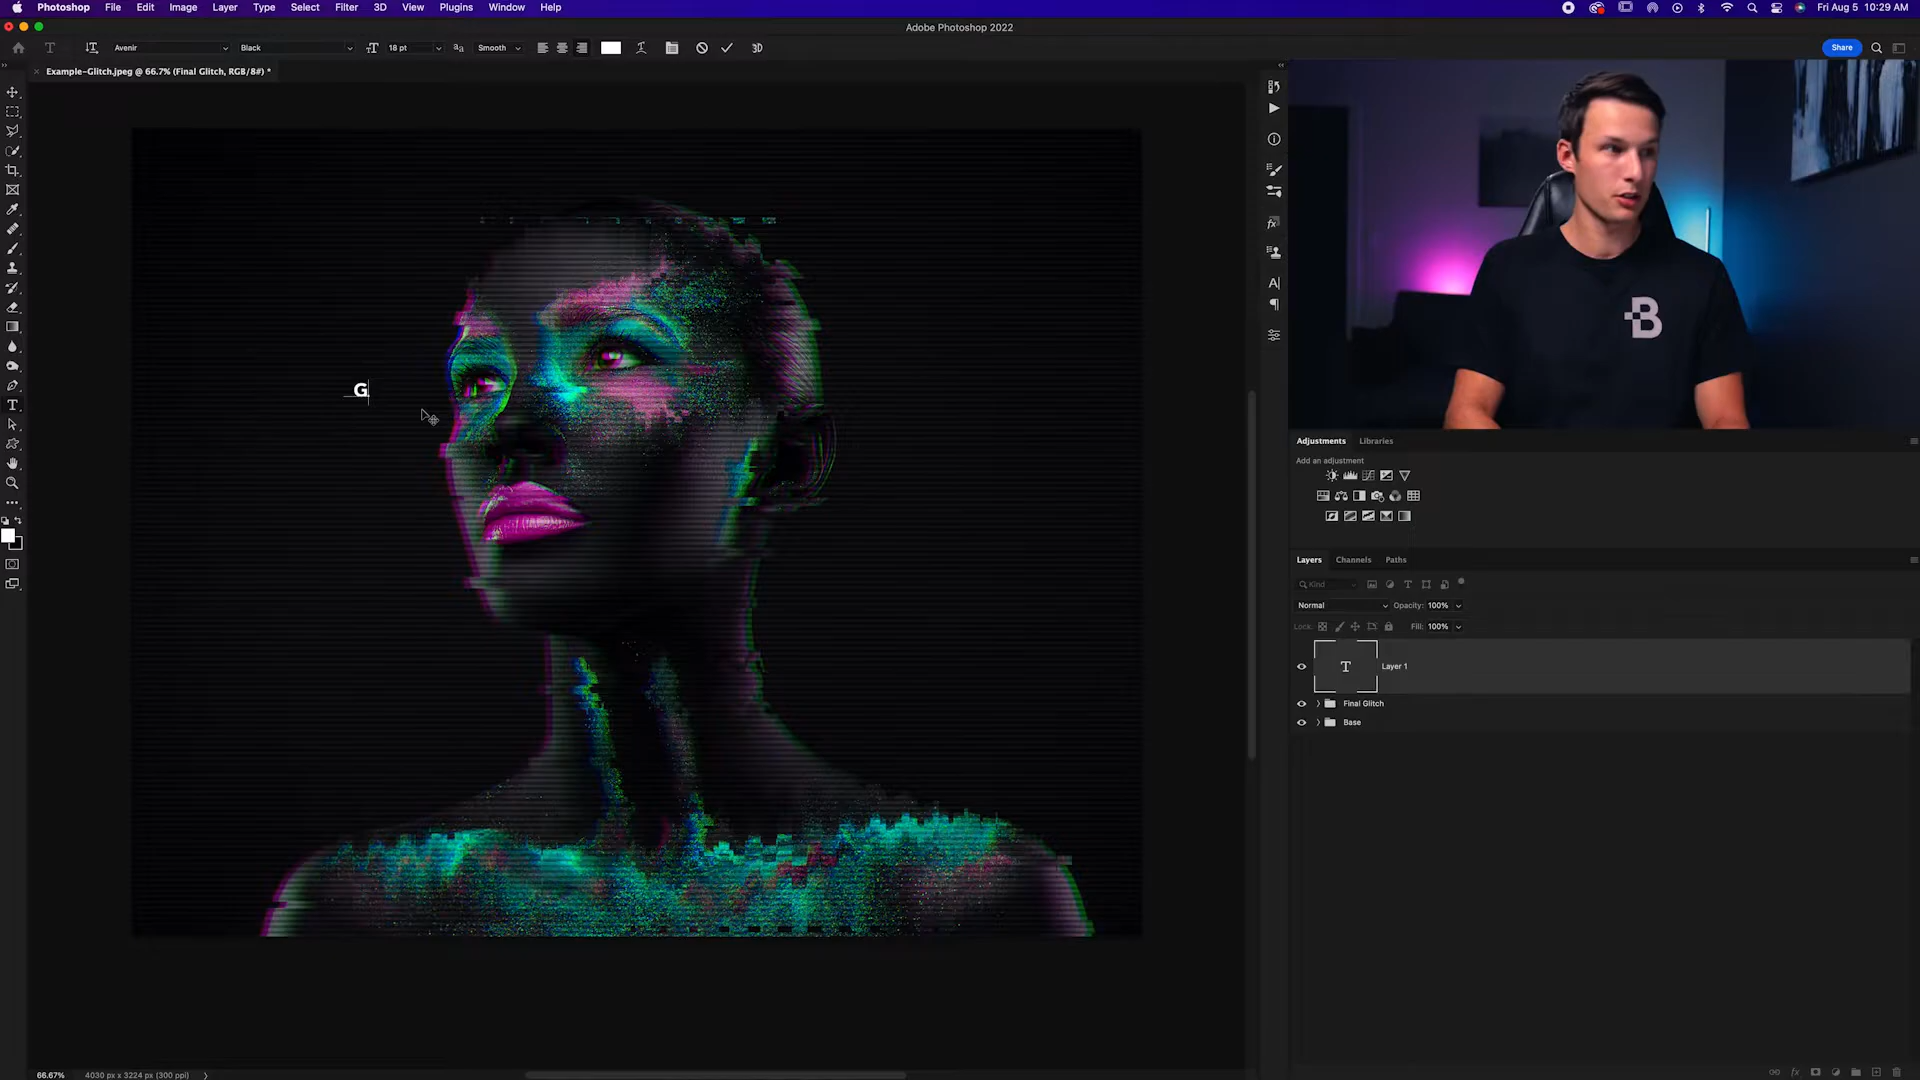 Photoshop File Edit Image Layer Type Select Filter 3D View Plugins Window Help
Fri Aug 5 10:29 AM
Adobe Photoshop 2022
Avenir Black 18 pt Smooth 3D
Share
Example-Glitch.jpeg @ 66.7% (Final Glitch, RGB/8#) *
G
B
Adjustments Libraries
Add an adjustment
Layers Channels Paths
Kind
Normal Opacity: 100%
Lock: Fill: 100%
T Layer 1
Final Glitch
Base
66.67% 4030 px x 3224 px (300 ppi)